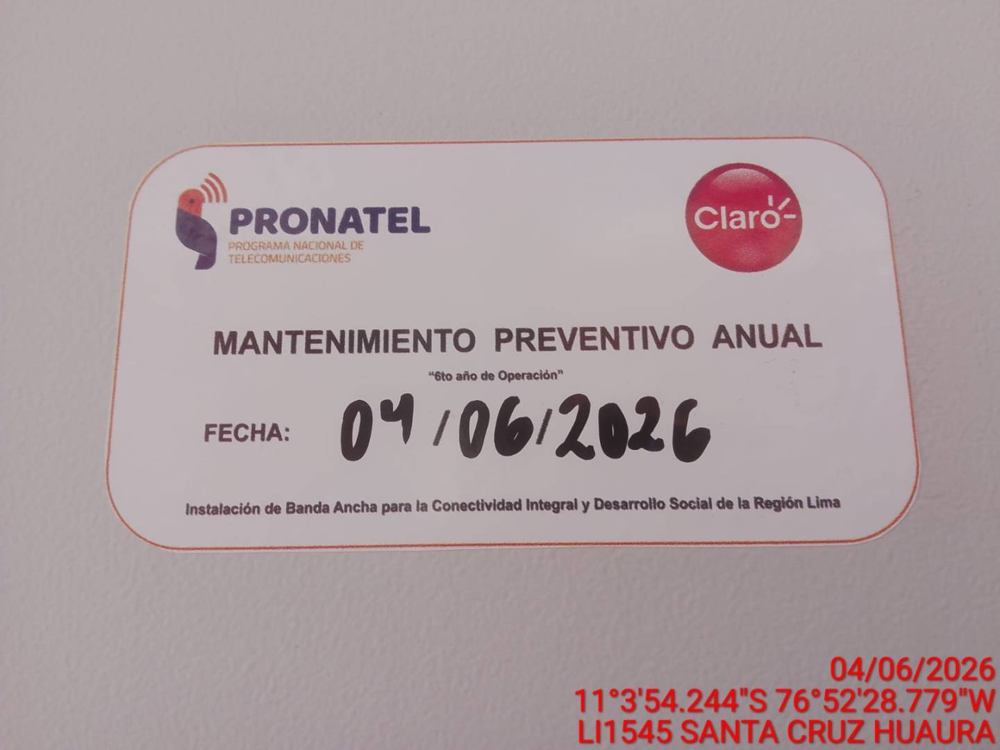 PRONATEL
PROGRAMA NACIONAL DE
TELECOMUNICACIONES
Claro
MANTENIMIENTO PREVENTIVO ANUAL
"6to año de Operación"
FECHA: 04/06/2026
Instalación de Banda Ancha para la Conectividad Integral y Desarrollo Social de la Región Lima
04/06/2026
11°3'54.244"S 76°52'28.779"W
LI1545 SANTA CRUZ HUAURA